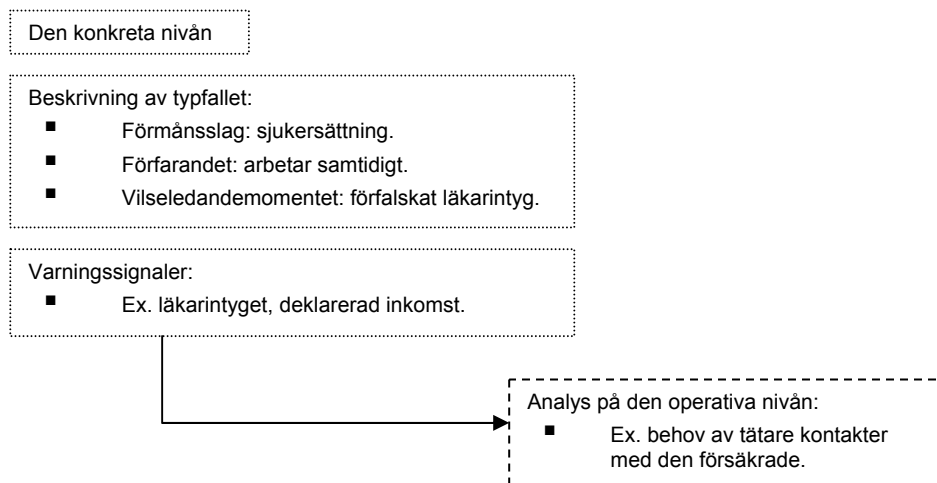 Den konkreta nivån
Beskrivning av typfallet:
▪ Förmånsslag: sjukersättning.
▪ Förfarandet: arbetar samtidigt.
▪ Vilseledandemomentet: förfalskat läkarintyg.
Varningssignaler:
▪ Ex. läkarintyget, deklarerad inkomst.
Analys på den operativa nivån:
▪ Ex. behov av tätare kontakter
med den försäkrade.